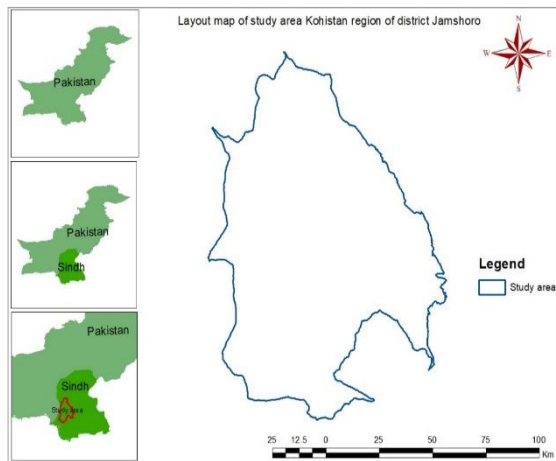 Layout map of study area Kohistan region of district Jamshoro
N
W E
S
Pakistan
Pakistan
Sindh
Pakistan
Sindh
Study area
Legend
Study area
25 12.5 0 25 50 75 100
Km